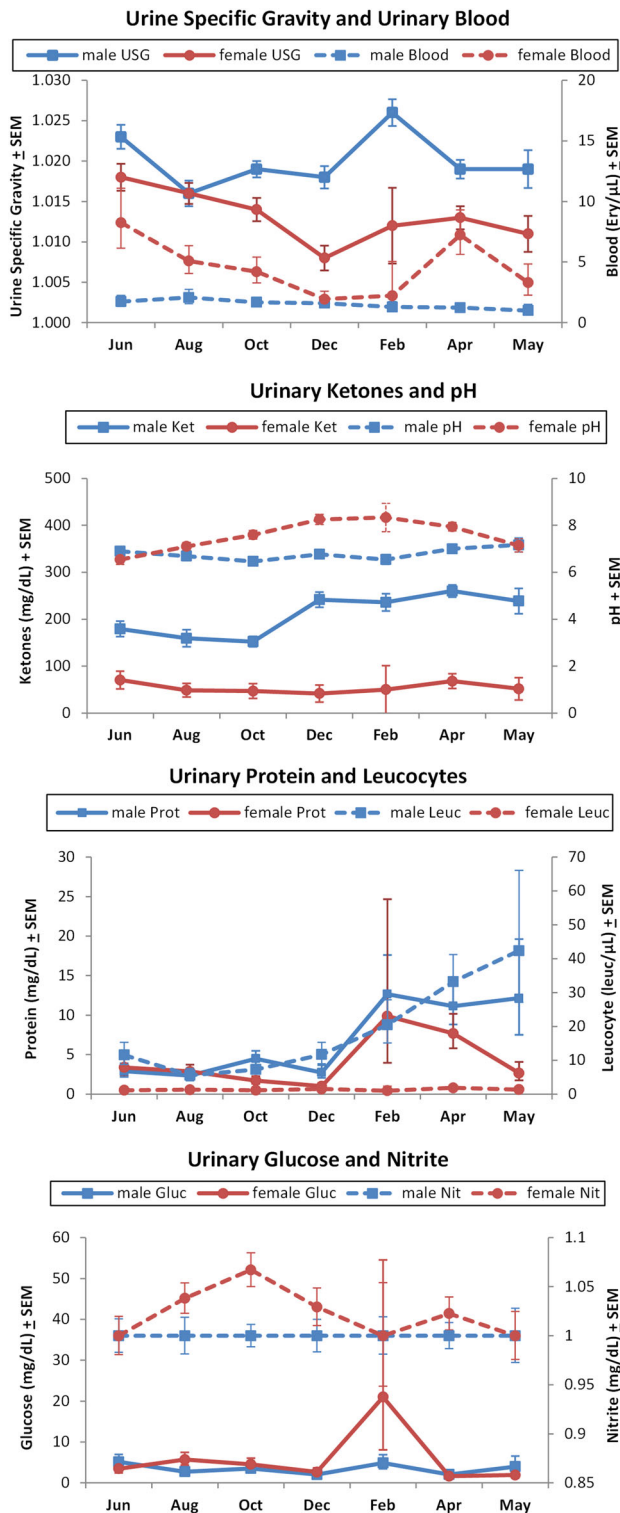 Urine Specific Gravity and Urinary Blood
male USG female USG male Blood female Blood
1.030
1.025
1.020
1.015
1.010
1.005
1.000
Urine Specific Gravity ± SEM
20
15
10
5
0
Blood (Ery/µL) ± SEM
Jun Aug Oct Dec Feb Apr May
Urinary Ketones and pH
male Ket female Ket male pH female pH
500
400
300
200
100
0
Ketones (mg/dL) + SEM
10
8
6
4
2
0
pH + SEM
Jun Aug Oct Dec Feb Apr May
Urinary Protein and Leucocytes
male Prot female Prot male Leuc female Leuc
30
25
20
15
10
5
0
Protein (mg/dL) ± SEM
70
60
50
40
30
20
10
0
Leucocyte (leuc/µL) ± SEM
Jun Aug Oct Dec Feb Apr May
Urinary Glucose and Nitrite
male Gluc female Gluc male Nit female Nit
60
50
40
30
20
10
0
Glucose (mg/dL) ± SEM
1.1
1.05
1
0.95
0.9
0.85
Nitrite (mg/dL) ± SEM
Jun Aug Oct Dec Feb Apr May